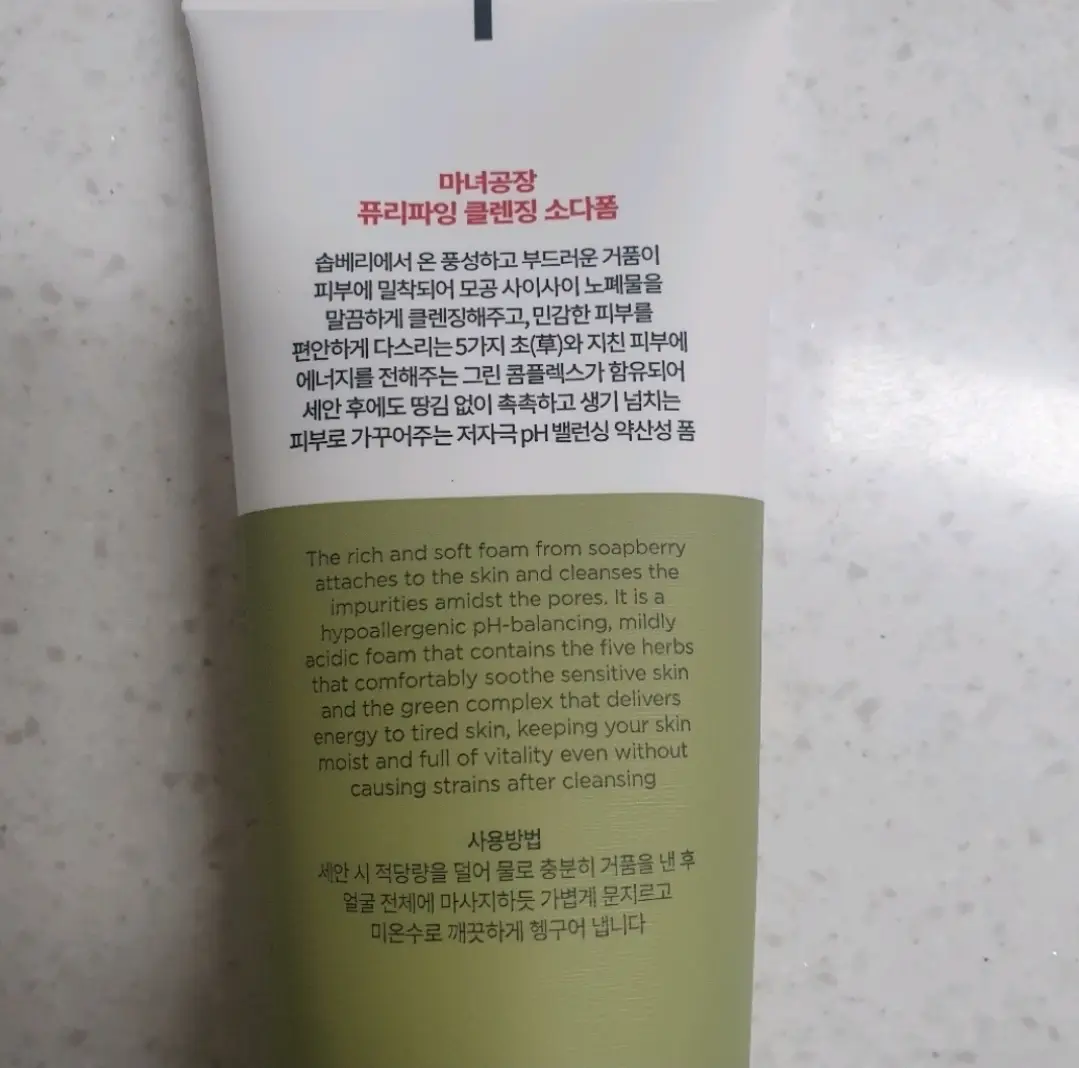 마녀공장
퓨리파잉 클렌징 소다폼
솝베리에서 온 풍성하고 부드러운 거품이
피부에 밀착되어 모공 사이사이 노폐물을
말끔하게 클렌징해주고, 민감한 피부를
편안하게 다스리는 5가지 초(草)와 지친 피부에
에너지를 전해주는 그린 콤플렉스가 함유되어
세안 후에도 땅김 없이 촉촉하고 생기 넘치는
피부로 가꾸어주는 저자극 pH 밸런싱 약산성 폼
The rich and soft foam from soapberry
attaches to the skin and cleanses the
impurities amidst the pores. It is a
hypoallergenic pH-balancing, mildly
acidic foam that contains the five herbs
that comfortably soothe sensitive skin
and the green complex that delivers
energy to tired skin, keeping your skin
moist and full of vitality even without
causing strains after cleansing
사용방법
세안 시 적당량을 덜어 물로 충분히 거품을 낸 후
얼굴 전체에 마사지하듯 가볍게 문지르고
미온수로 깨끗하게 헹구어 냅니다